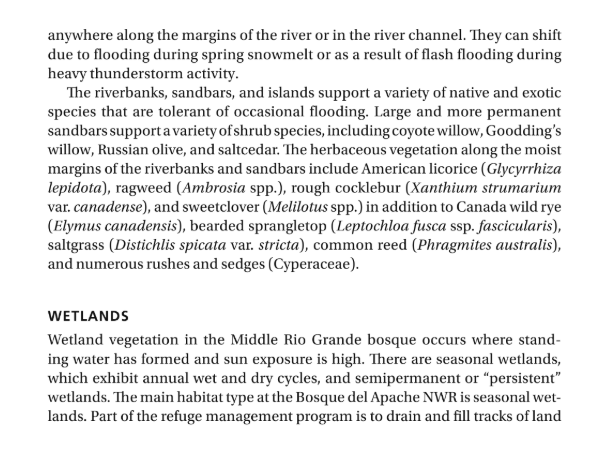 anywhere along the margins of the river or in the river channel. They can shift
due to flooding during spring snowmelt or as a result of flash flooding during
heavy thunderstorm activity.
The riverbanks, sandbars, and islands support a variety of native and exotic
species that are tolerant of occasional flooding. Large and more permanent
sandbars support a variety of shrub species, including coyote willow, Goodding's
willow, Russian olive, and saltcedar. The herbaceous vegetation along the moist
margins of the riverbanks and sandbars include American licorice (Glycyrrhiza
lepidota), ragweed (Ambrosia spp.), rough cocklebur (Xanthium strumarium
var. canadense), and sweetclover (Melilotus spp.) in addition to Canada wild rye
(Elymus canadensis), bearded sprangletop (Leptochloa fusca ssp. fascicularis),
saltgrass (Distichlis spicata var. stricta), common reed (Phragmites australis),
and numerous rushes and sedges (Cyperaceae).
WETLANDS
Wetland vegetation in the Middle Rio Grande bosque occurs where stand-
ing water has formed and sun exposure is high. There are seasonal wetlands,
which exhibit annual wet and dry cycles, and semipermanent or “persistent”
wetlands. The main habitat type at the Bosque del Apache NWR is seasonal wet-
lands. Part of the refuge management program is to drain and fill tracks of land